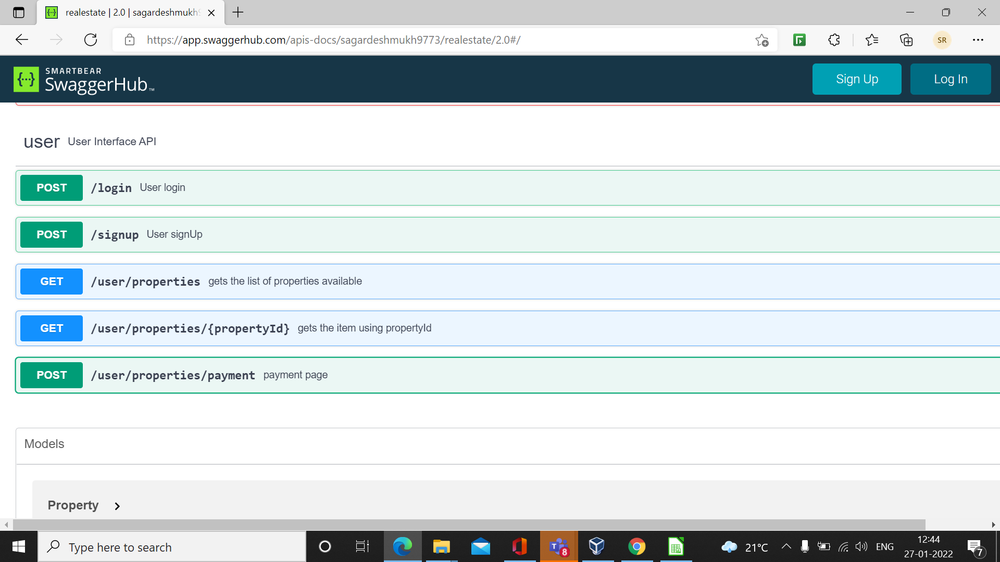 realestate | 2.0 | sagardeshmukh9
https://app.swaggerhub.com/apis-docs/sagardeshmukh9773/realestate/2.0#/
SR
SMARTBEAR
SwaggerHub™
Sign Up
Log In
user User Interface API
POST /login User login
POST /signup User signUp
GET /user/properties gets the list of properties available
GET /user/properties/{propertyId} gets the item using propertyId
POST /user/properties/payment payment page
Models
Property
Type here to search
8
21°C
ENG
12:44
27-01-2022
7